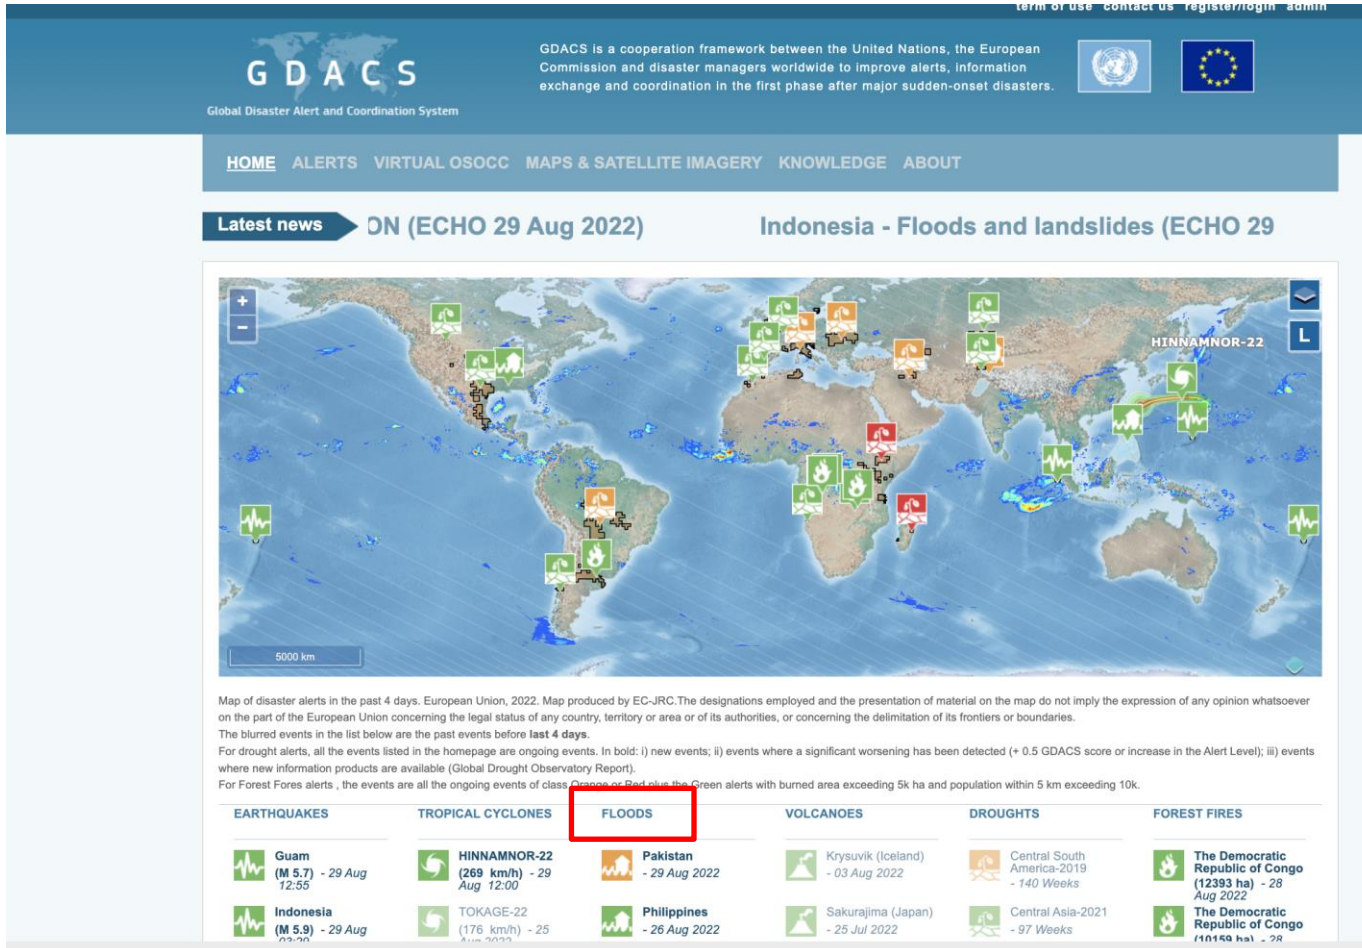 term of use contact us register/login admin
GDACS
Global Disaster Alert and Coordination System
GDACS is a cooperation framework between the United Nations, the European
Commission and disaster managers worldwide to improve alerts, information
exchange and coordination in the first phase after major sudden-onset disasters.
HOME ALERTS VIRTUAL OSOCC MAPS & SATELLITE IMAGERY KNOWLEDGE ABOUT
Latest news ON (ECHO 29 Aug 2022) Indonesia - Floods and landslides (ECHO 29
+
−
L
HINNAMNOR-22
5000 km
Map of disaster alerts in the past 4 days. European Union, 2022. Map produced by EC-JRC.The designations employed and the presentation of material on the map do not imply the expression of any opinion whatsoever
on the part of the European Union concerning the legal status of any country, territory or area or of its authorities, or concerning the delimitation of its frontiers or boundaries.
The blurred events in the list below are the past events before last 4 days.
For drought alerts, all the events listed in the homepage are ongoing events. In bold: i) new events; ii) events where a significant worsening has been detected (+ 0.5 GDACS score or increase in the Alert Level); iii) events
where new information products are available (Global Drought Observatory Report).
For Forest Fores alerts , the events are all the ongoing events of class Orange or Red plus the Green alerts with burned area exceeding 5k ha and population within 5 km exceeding 10k.
EARTHQUAKES
Guam
(M 5.7) - 29 Aug
12:55
Indonesia
(M 5.9) - 29 Aug
03:29
TROPICAL CYCLONES
HINNAMNOR-22
(269 km/h) - 29
Aug 12:00
TOKAGE-22
(176 km/h) - 25
Aug 2022
FLOODS
Pakistan
- 29 Aug 2022
Philippines
- 26 Aug 2022
VOLCANOES
Krysuvik (Iceland)
- 03 Aug 2022
Sakurajima (Japan)
- 25 Jul 2022
DROUGHTS
Central South
America-2019
- 140 Weeks
Central Asia-2021
- 97 Weeks
FOREST FIRES
The Democratic
Republic of Congo
(12393 ha) - 28
Aug 2022
The Democratic
Republic of Congo
(10159 ha) - 28